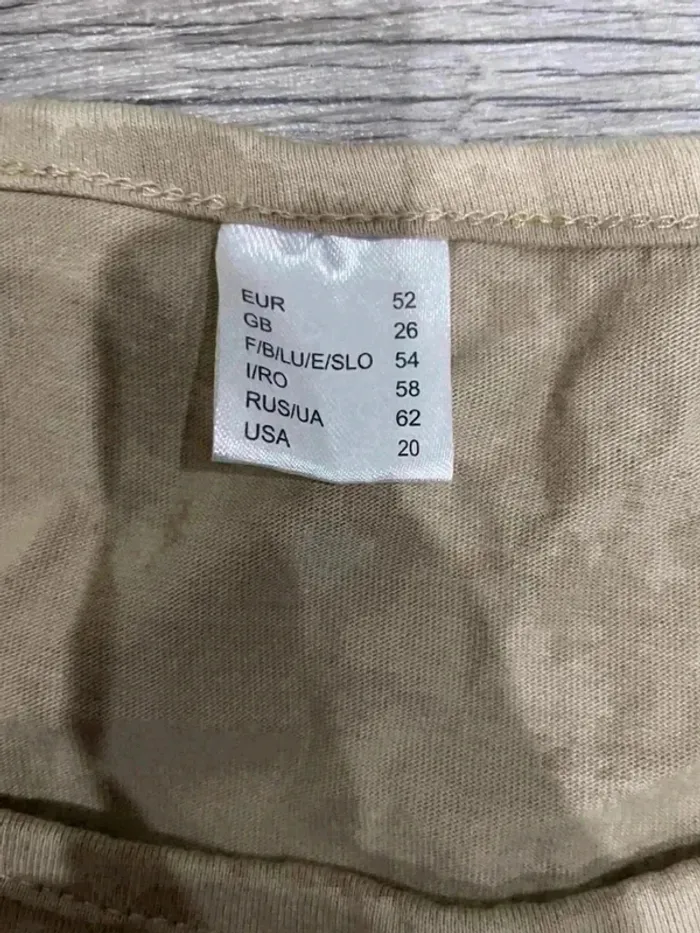 EUR 52
GB 26
F/B/LU/E/SLO 54
I/RO 58
RUS/UA 62
USA 20